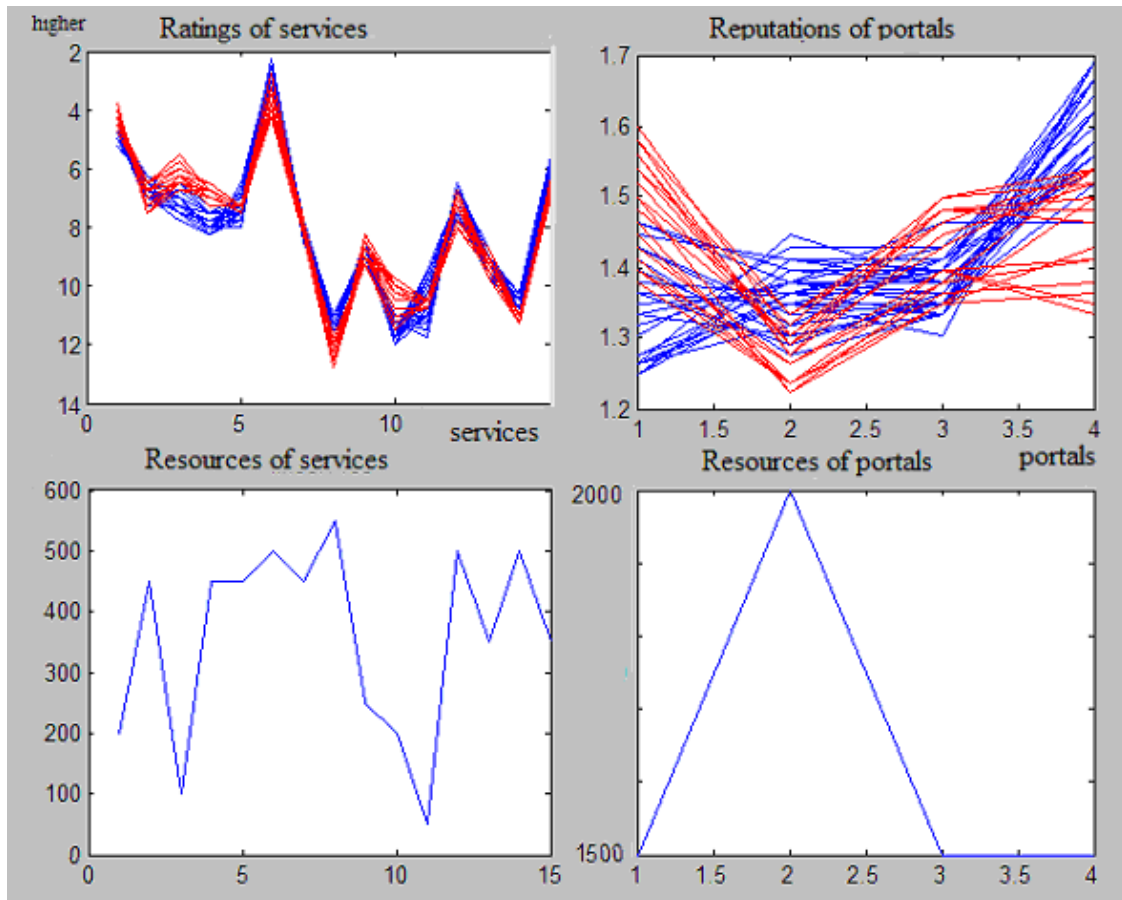 higher
Ratings of services
2
4
6
8
10
12
14
0 5 10
services
Reputations of portals
1.7
1.6
1.5
1.4
1.3
1.2
1 1.5 2 2.5 3 3.5 4
portals
Resources of services
600
500
400
300
200
100
0
0 5 10 15
Resources of portals
2000
1500
1 1.5 2 2.5 3 3.5 4